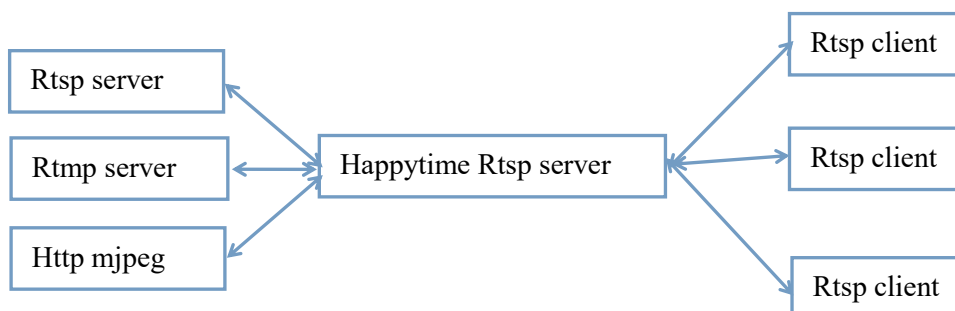 Rtsp server
Rtmp server
Http mjpeg
Happytime Rtsp server
Rtsp client
Rtsp client
Rtsp client